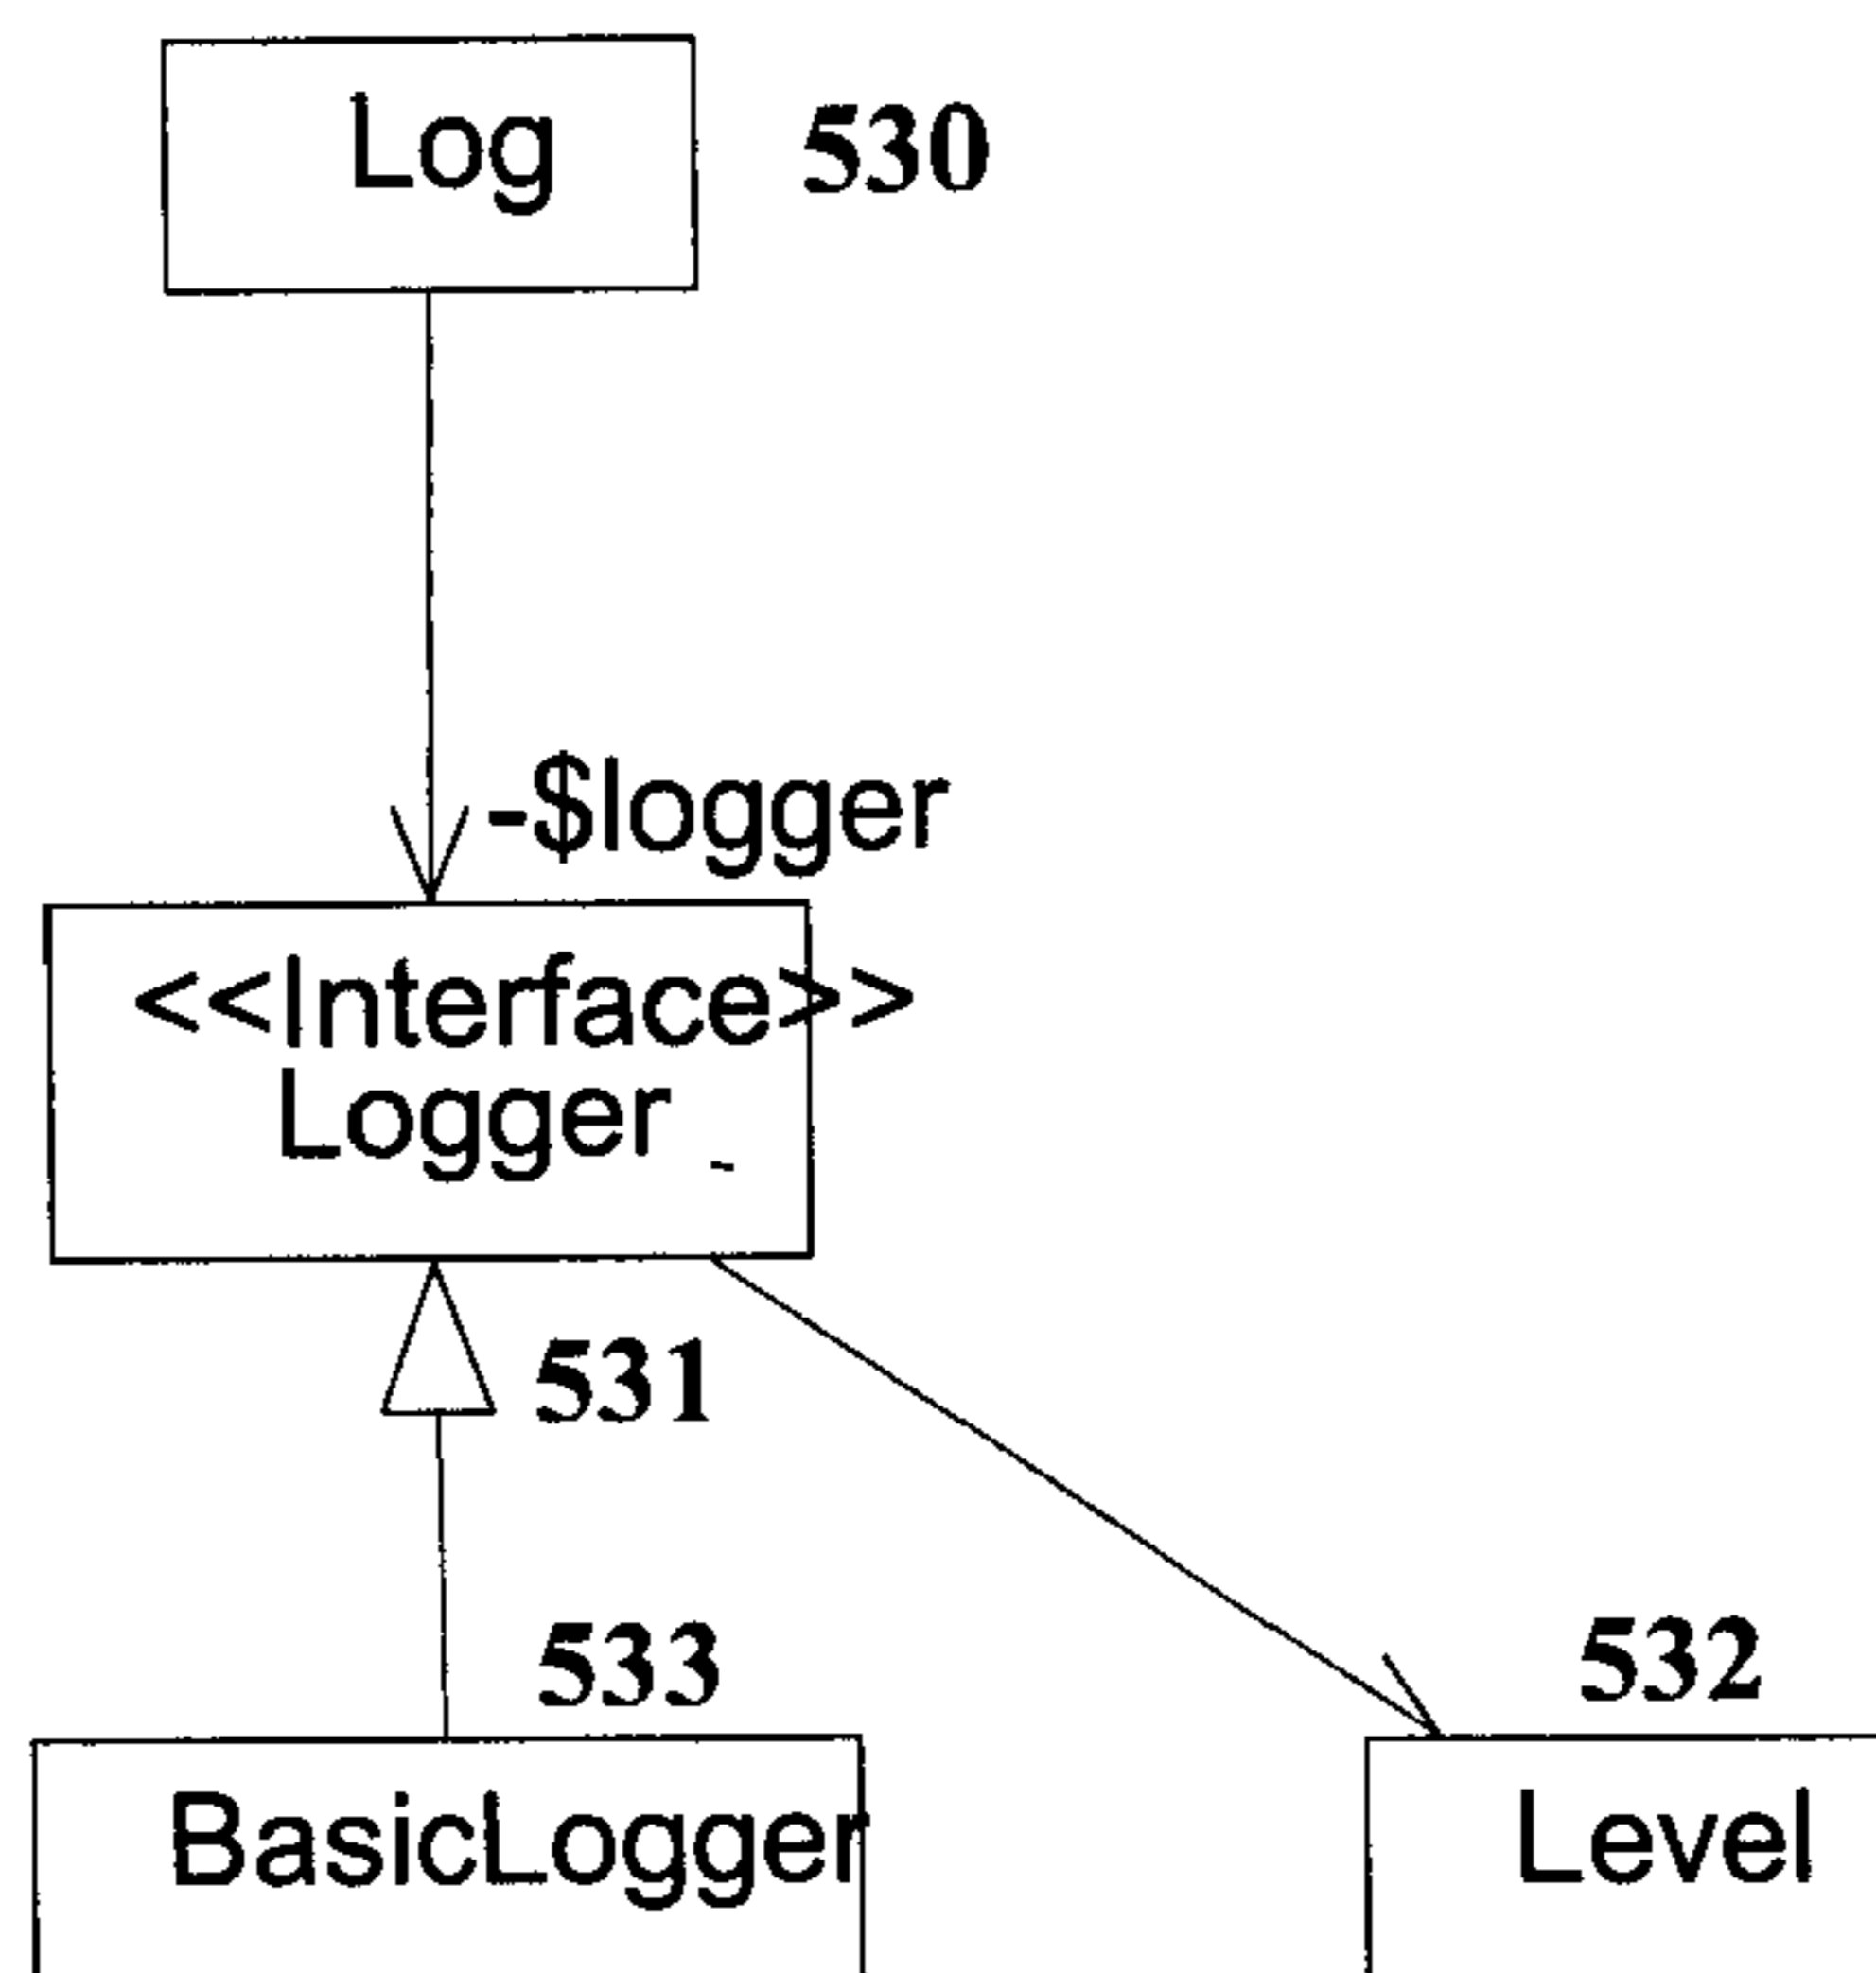 Log
530
-$logger
<<Interface>>
Logger
531
533
532
BasicLogger
Level